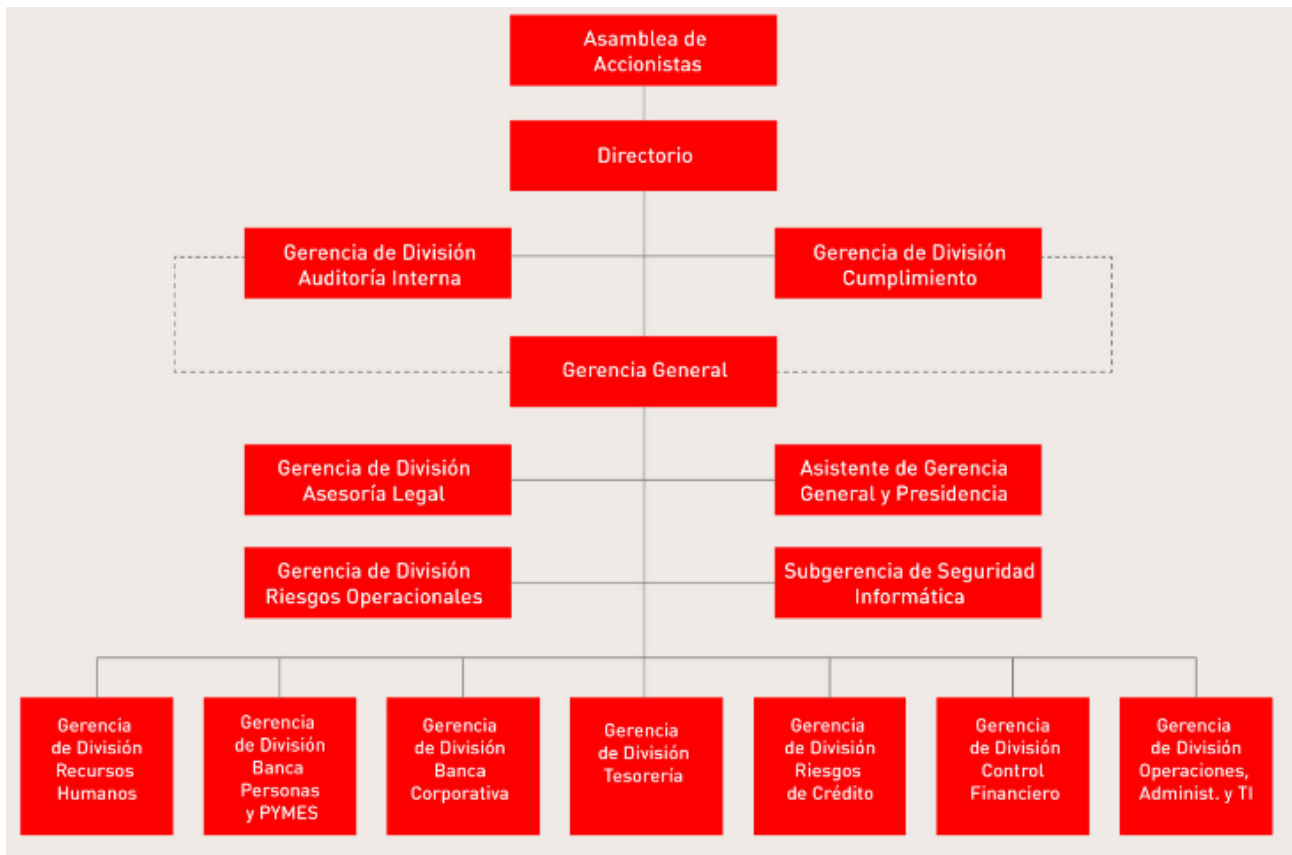 Asamblea de
Accionistas
Directorio
Gerencia de División
Auditoría Interna
Gerencia de División
Cumplimiento
Gerencia General
Gerencia de División
Asesoría Legal
Asistente de Gerencia
General y Presidencia
Gerencia de División
Riesgos Operacionales
Subgerencia de Seguridad
Informática
Gerencia
de División
Recursos
Humanos
Gerencia
de División
Banca
Personas
y PYMES
Gerencia
de División
Banca
Corporativa
Gerencia
de División
Tesorería
Gerencia
de División
Riesgos
de Crédito
Gerencia
de División
Control
Financiero
Gerencia
de División
Operaciones,
Administ. y TI